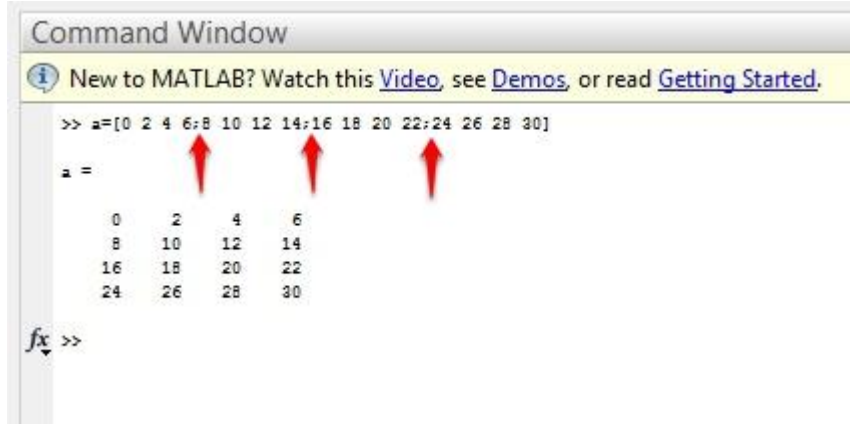 Command Window
New to MATLAB? Watch this Video, see Demos, or read Getting Started.
>> a=[0 2 4 6;8 10 12 14;16 18 20 22;24 26 28 30]
a =
0 2 4 6
8 10 12 14
16 18 20 22
24 26 28 30
fx >>